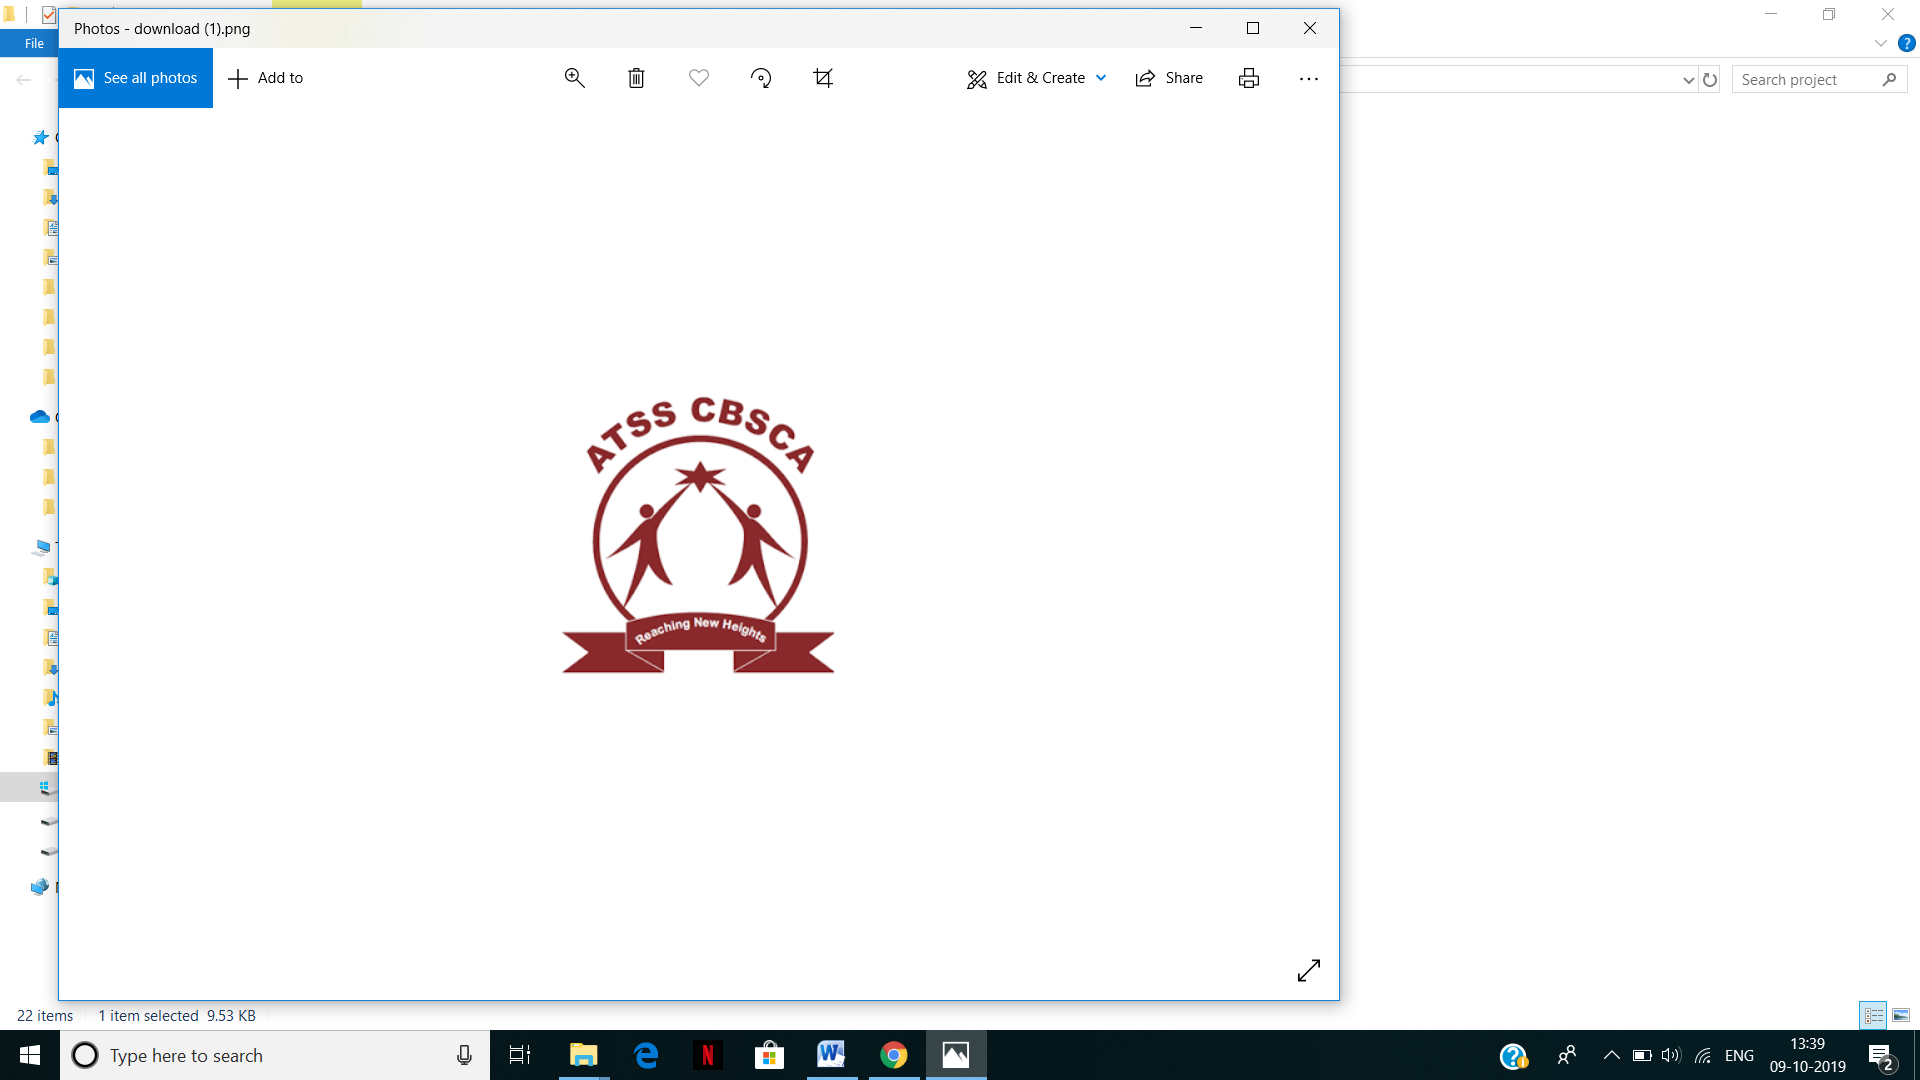 Photos - download (1).png
File
See all photos
Add to
Edit & Create
Share
Search project
ATSS CBSCA
Reaching New Heights
22 items
1 item selected 9.53 KB
Type here to search
ENG
13:39
09-10-2019
2